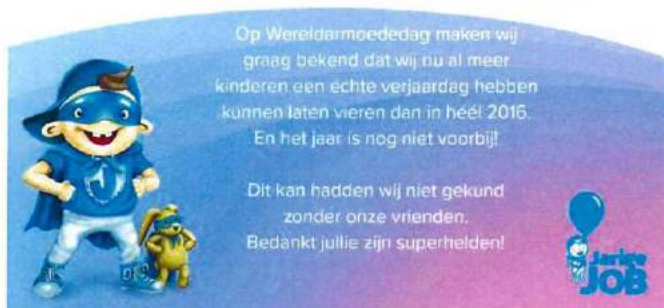 Op Wereldarmoededag maken wij
graag bekend dat wij nu al meer
kinderen een échte verjaardag hebben
kunnen laten vieren dan in héél 2016.
En het jaar is nog niet voorbij!
Dit kan hadden wij niet gekund
zonder onze vrienden.
Bedankt jullie zijn superhelden!
J
Jarige
JOB